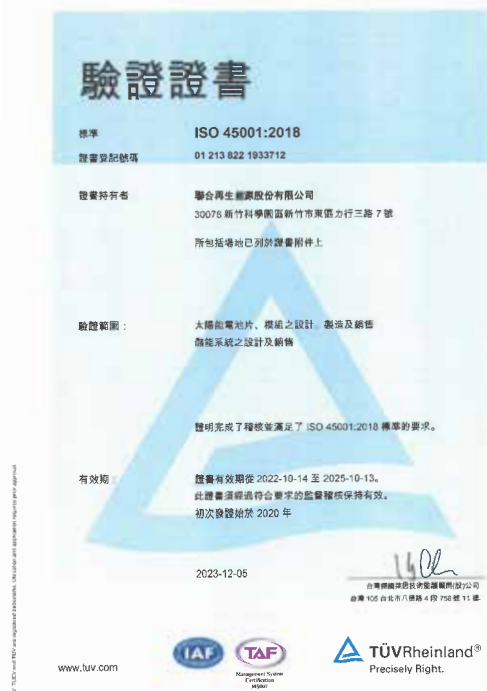 驗證證書
標準 ISO 45001:2018
證書登記號碼 01 213 822 1933712
證書持有者 聯合再生能源股份有限公司
30078 新竹科學園區新竹市東區力行三路 7 號
所包括場地已列於證書附件上
驗證範圍： 太陽能電池片、模組之設計、製造及銷售
儲能系統之設計及銷售
證明完成了稽核並滿足了 ISO 45001:2018 標準的要求。
有效期： 證書有效期從 2022-10-14 至 2025-10-13。
此證書須經過符合要求的監督稽核保持有效。
初次發證始於 2020 年
2023-12-05
台灣德國萊因技術監護顧問(股)公司
台灣 105 台北市八德路 4 段 758 號 11 樓
www.tuv.com
IAF
TAF
Management System
Certification
TÜVRheinland®
Precisely Right.